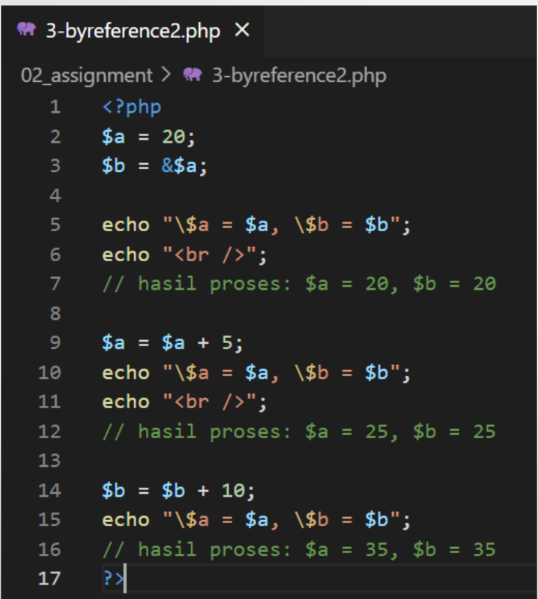 3-byreference2.php ×
02_assignment > 3-byreference2.php
1 <?php
2 $a = 20;
3 $b = &$a;
4
5 echo "\$a = $a, \$b = $b";
6 echo "<br />";
7 // hasil proses: $a = 20, $b = 20
8
9 $a = $a + 5;
10 echo "\$a = $a, \$b = $b";
11 echo "<br />";
12 // hasil proses: $a = 25, $b = 25
13
14 $b = $b + 10;
15 echo "\$a = $a, \$b = $b";
16 // hasil proses: $a = 35, $b = 35
17 ?>